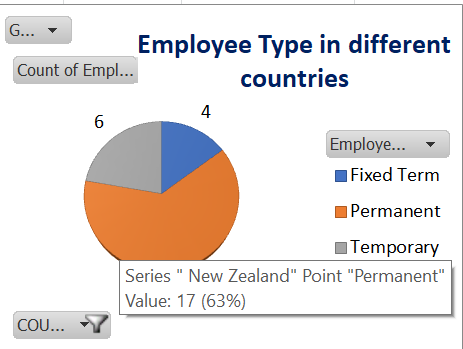 G...
Employee Type in different
countries
Count of Empl...
6
4
Employe...
Fixed Term
Permanent
Temporary
Series " New Zealand" Point "Permanent"
Value: 17 (63%)
COU...